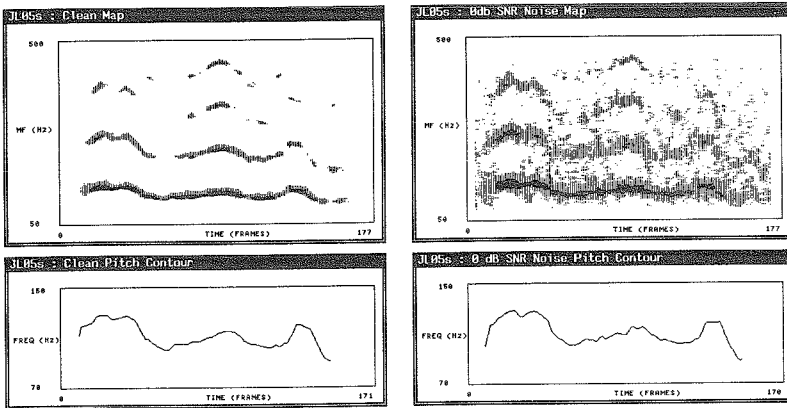 JL05s : Clean Map
500
MF (Hz)
50
0
TIME (FRAMES)
177
JL05s : 0db SNR Noise Map
500
MF (Hz)
50
0
TIME (FRAMES)
177
JL05s : Clean Pitch Contour
150
FREQ (Hz)
70
0
TIME (FRAMES)
171
JL05s : 0 dB SNR Noise Pitch Contour
150
FREQ (Hz)
70
0
TIME (FRAMES)
170